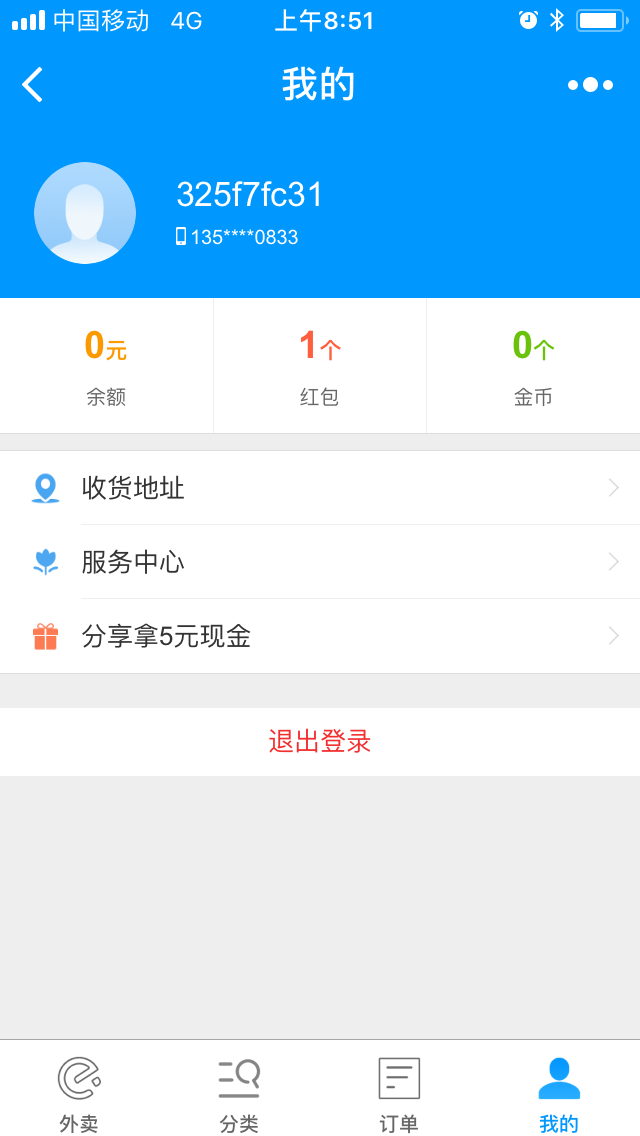 中国移动 4G 上午8:51
我的
325f7fc31
135****0833
0元 1个 0个
余额 红包 金币
收货地址
服务中心
分享拿5元现金
退出登录
外卖 分类 订单 我的